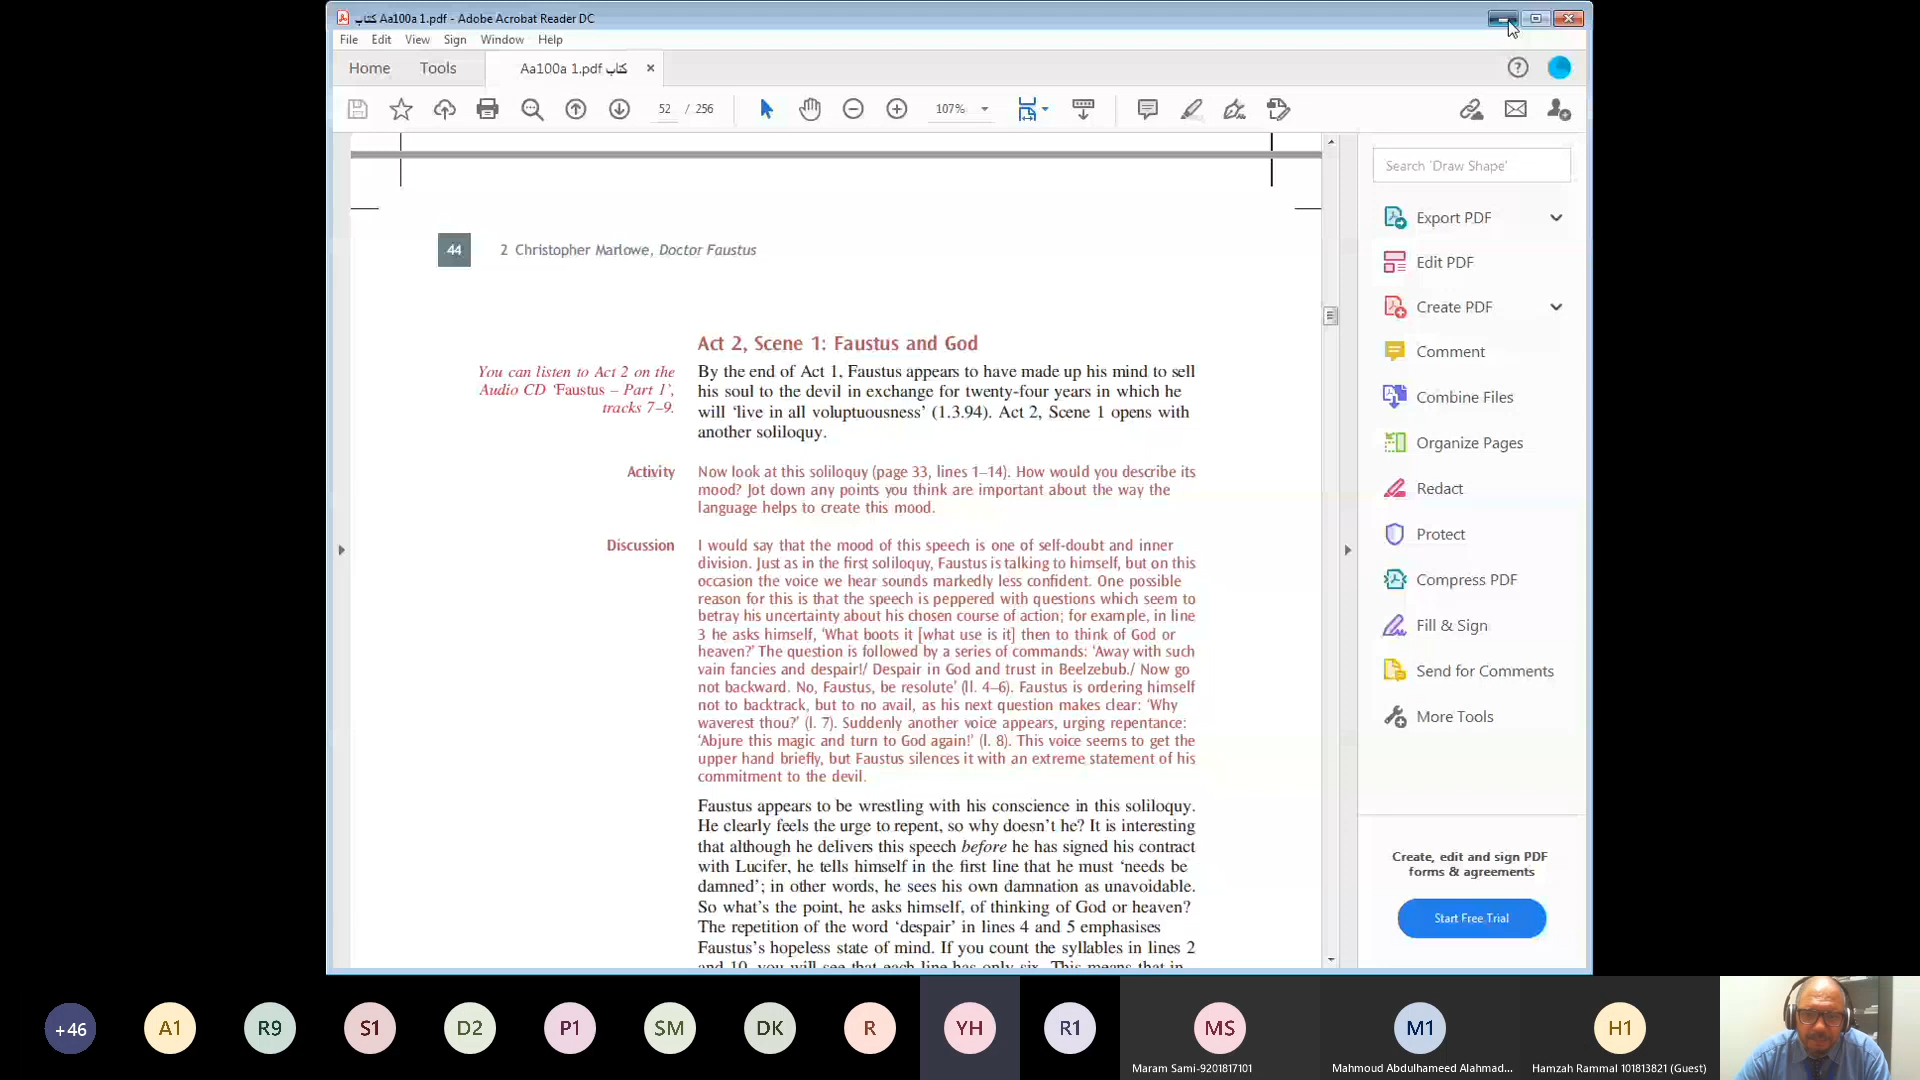 كتاب Aa100a 1.pdf - Adobe Acrobat Reader DC
File Edit View Sign Window Help
Home Tools Aa100a 1.pdf كتاب
52 / 256 107%
Search 'Draw Shape'
Export PDF
Edit PDF
Create PDF
Comment
Combine Files
Organize Pages
Redact
Protect
Compress PDF
Fill & Sign
Send for Comments
More Tools
Create, edit and sign PDF
forms & agreements
Start Free Trial
44 2 Christopher Marlowe, Doctor Faustus
Act 2, Scene 1: Faustus and God
You can listen to Act 2 on the
Audio CD ‘Faustus – Part 1’,
tracks 7–9.
By the end of Act 1, Faustus appears to have made up his mind to sell
his soul to the devil in exchange for twenty-four years in which he
will ‘live in all voluptuousness’ (1.3.94). Act 2, Scene 1 opens with
another soliloquy.
Activity
Now look at this soliloquy (page 33, lines 1–14). How would you describe its
mood? Jot down any points you think are important about the way the
language helps to create this mood.
Discussion
I would say that the mood of this speech is one of self-doubt and inner
division. Just as in the first soliloquy, Faustus is talking to himself, but on this
occasion the voice we hear sounds markedly less confident. One possible
reason for this is that the speech is peppered with questions which seem to
betray his uncertainty about his chosen course of action; for example, in line
3 he asks himself, ‘What boots it [what use is it] then to think of God or
heaven?’ The question is followed by a series of commands: ‘Away with such
vain fancies and despair!/ Despair in God and trust in Beelzebub./ Now go
not backward. No, Faustus, be resolute’ (ll. 4–6). Faustus is ordering himself
not to backtrack, but to no avail, as his next question makes clear: ‘Why
waverest thou?’ (l. 7). Suddenly another voice appears, urging repentance:
‘Abjure this magic and turn to God again!’ (l. 8). This voice seems to get the
upper hand briefly, but Faustus silences it with an extreme statement of his
commitment to the devil.
Faustus appears to be wrestling with his conscience in this soliloquy.
He clearly feels the urge to repent, so why doesn’t he? It is interesting
that although he delivers this speech before he has signed his contract
with Lucifer, he tells himself in the first line that he must ‘needs be
damned’; in other words, he sees his own damnation as unavoidable.
So what’s the point, he asks himself, of thinking of God or heaven?
The repetition of the word ‘despair’ in lines 4 and 5 emphasises
Faustus’s hopeless state of mind. If you count the syllables in lines 2
and 10, you will see that each line has only six. This means that in
+46 A1 R9 S1 D2 P1 SM DK R YH R1 MS M1 H1
Maram Sami-9201817101 Mahmoud Abdulhameed Alahmad... Hamzah Rammal 101813821 (Guest)